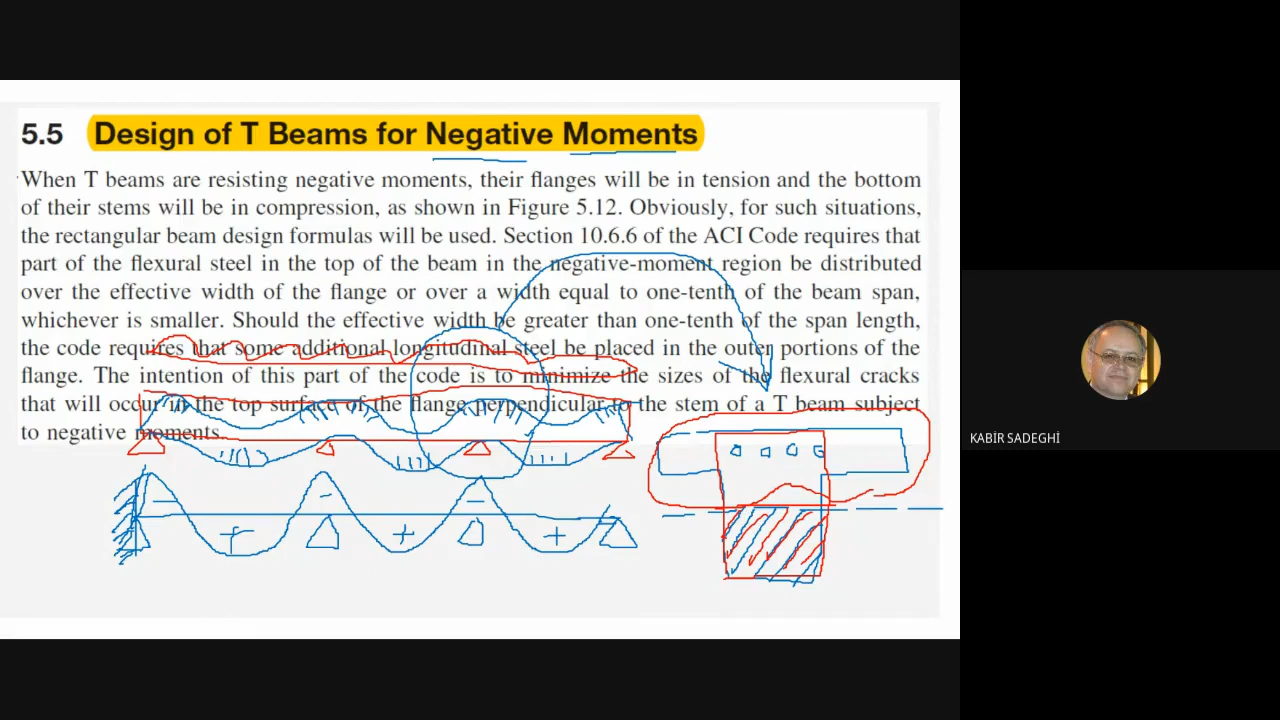 5.5 Design of T Beams for Negative Moments
When T beams are resisting negative moments, their flanges will be in tension and the bottom
of their stems will be in compression, as shown in Figure 5.12. Obviously, for such situations,
the rectangular beam design formulas will be used. Section 10.6.6 of the ACI Code requires that
part of the flexural steel in the top of the beam in the negative-moment region be distributed
over the effective width of the flange or over a width equal to one-tenth of the beam span,
whichever is smaller. Should the effective width be greater than one-tenth of the span length,
the code requires that some additional longitudinal steel be placed in the outer portions of the
flange. The intention of this part of the code is to minimize the sizes of the flexural cracks
that will occur in the top surface of the flange perpendicular to the stem of a T beam subject
to negative moments.
− − −
+ + +
KABİR SADEGHİ